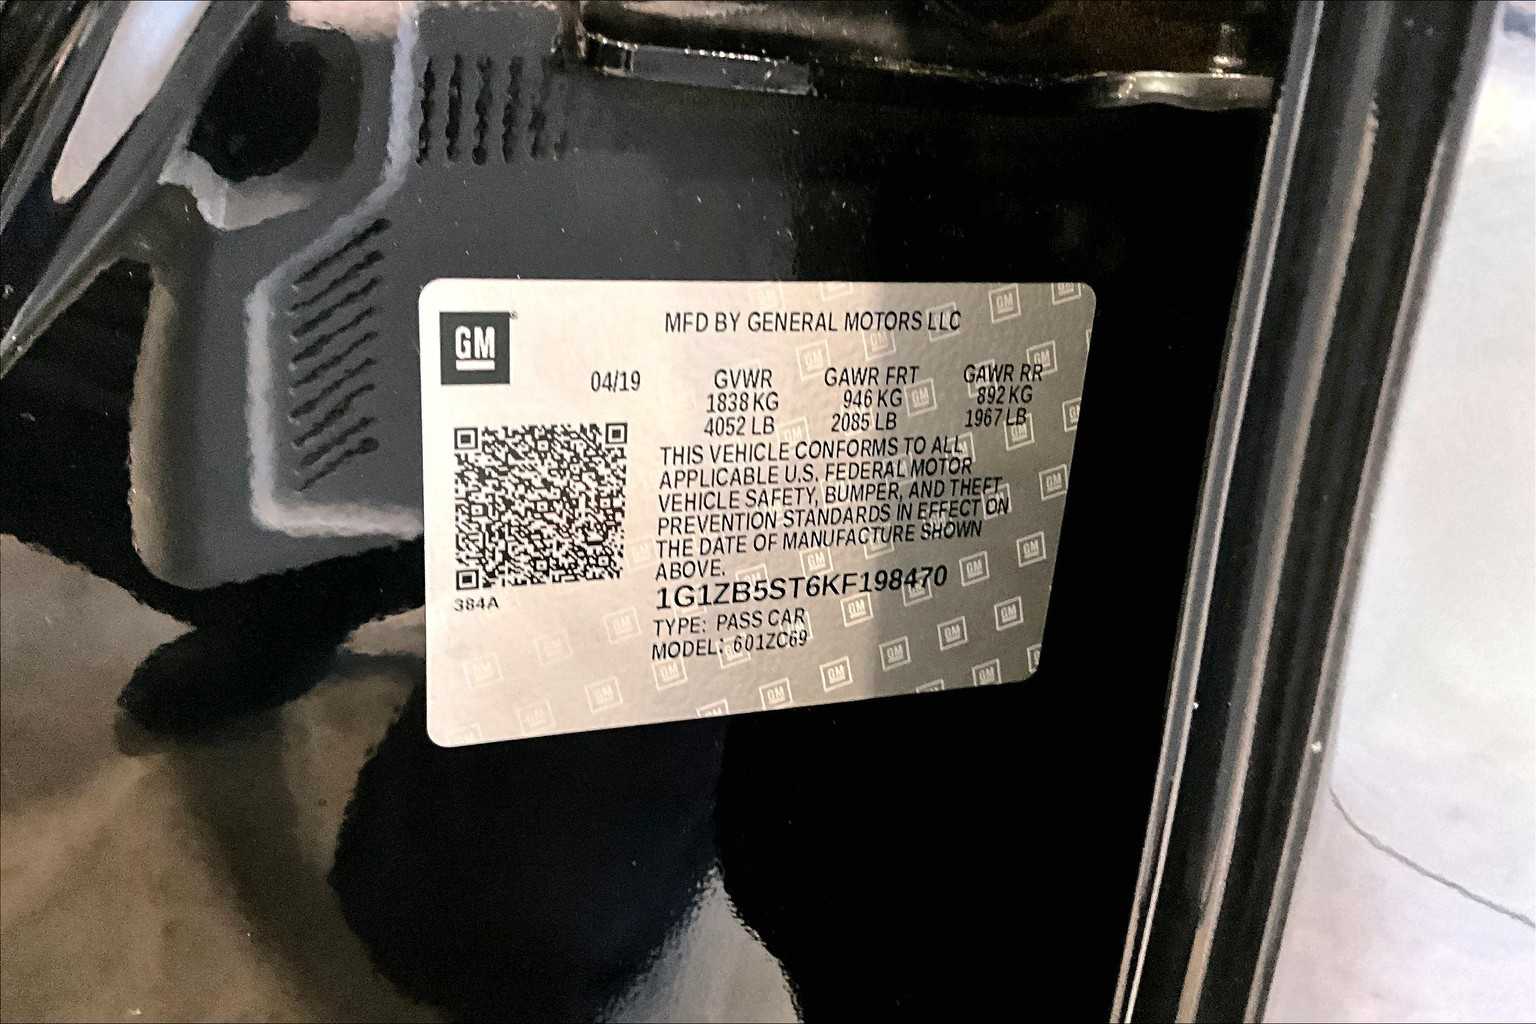 GM
MFD BY GENERAL MOTORS LLC
04/19
GVWR GAWR FRT GAWR RR
1838 KG 946 KG 892 KG
4052 LB 2085 LB 1967 LB
THIS VEHICLE CONFORMS TO ALL
APPLICABLE U.S. FEDERAL MOTOR
VEHICLE SAFETY, BUMPER, AND THEFT
PREVENTION STANDARDS IN EFFECT ON
THE DATE OF MANUFACTURE SHOWN
ABOVE.
1G1ZB5ST6KF198470
384A
TYPE: PASS CAR
MODEL: 601ZC69